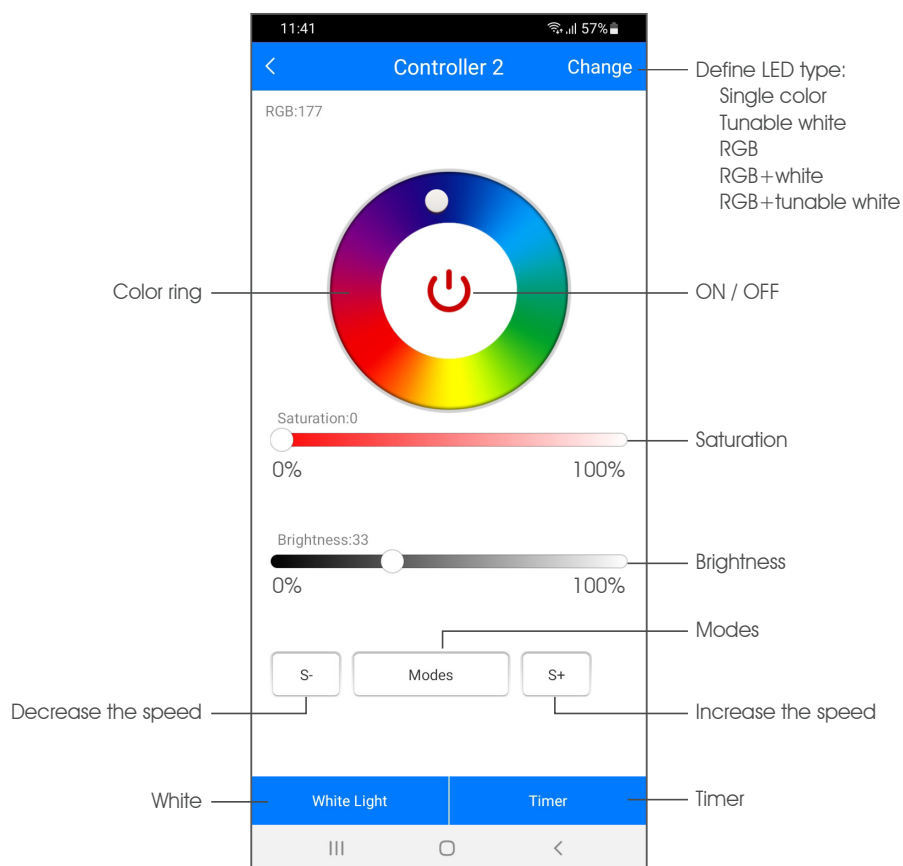 11:41
57%
Controller 2
Change
Define LED type:
Single color
Tunable white
RGB
RGB+white
RGB+tunable white
RGB:177
Color ring
ON / OFF
Saturation:0
Saturation
0%
100%
Brightness:33
Brightness
0%
100%
Modes
S-
Modes
S+
Decrease the speed
Increase the speed
White
White Light
Timer
Timer